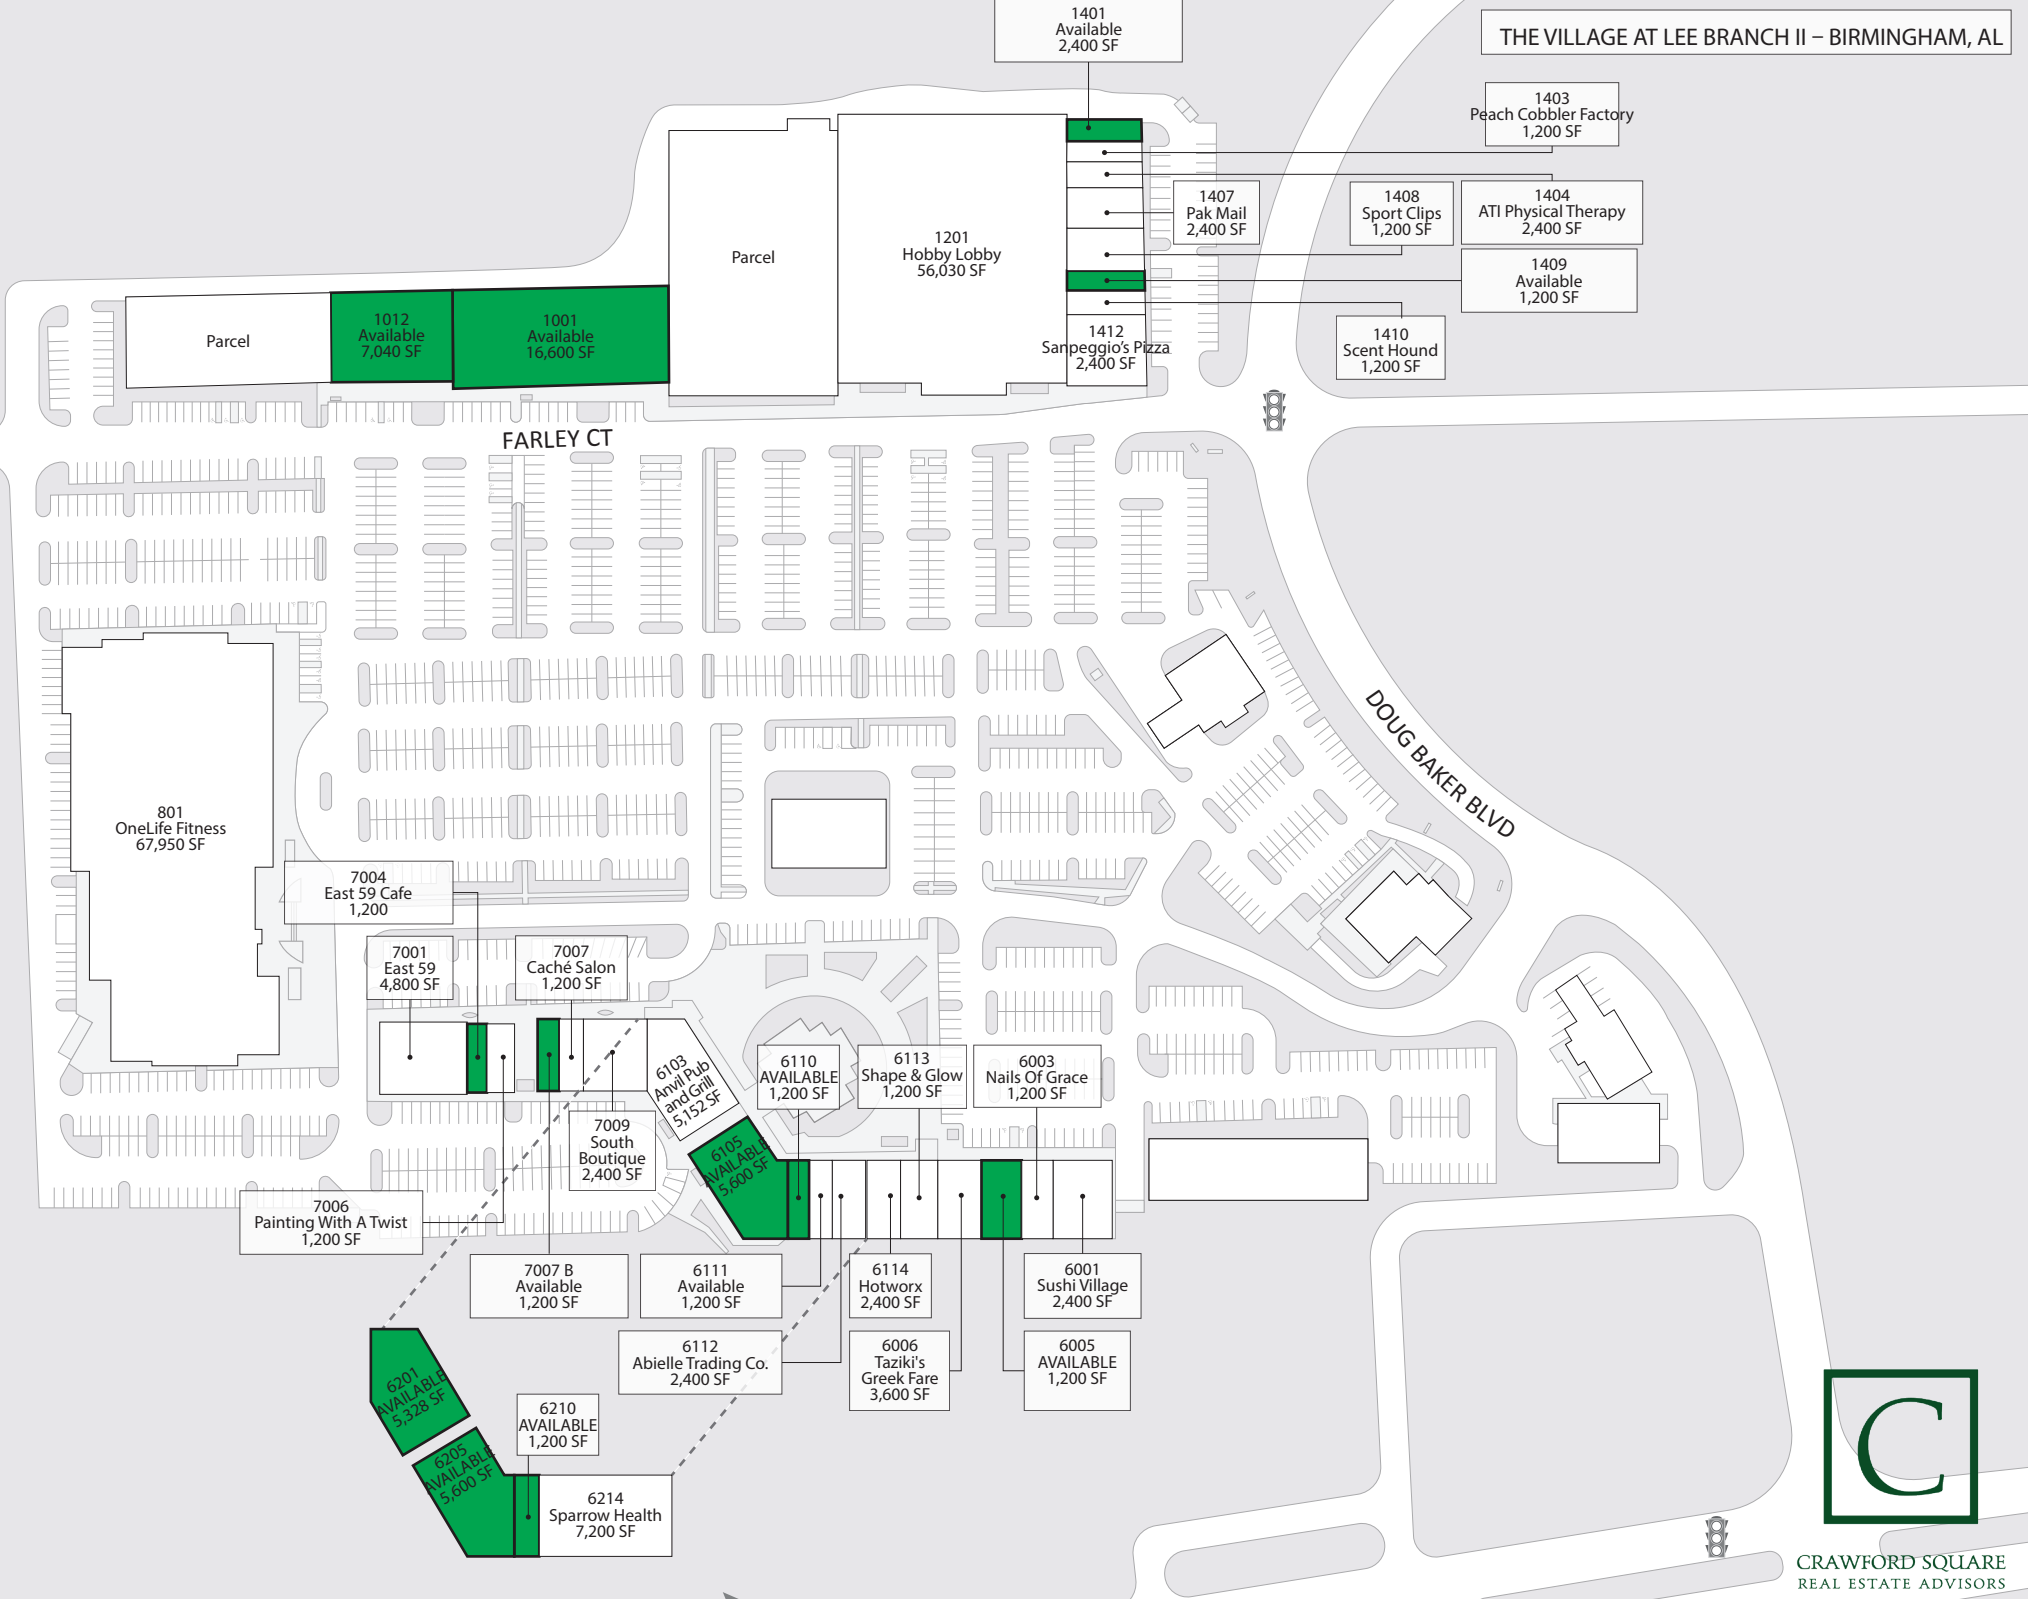 1401
Available
2,400 SF
THE VILLAGE AT LEE BRANCH II – BIRMINGHAM, AL
1403
Peach Cobbler Factory
1,200 SF
1407
Pak Mail
2,400 SF
1408
Sport Clips
1,200 SF
1404
ATI Physical Therapy
2,400 SF
Parcel
1201
Hobby Lobby
56,030 SF
1409
Available
1,200 SF
Parcel
1012
Available
7,040 SF
1001
Available
16,600 SF
1412
Sanpeggio's Pizza
2,400 SF
1410
Scent Hound
1,200 SF
FARLEY CT
DOUG BAKER BLVD
801
OneLife Fitness
67,950 SF
7004
East 59 Cafe
1,200
7001
East 59
4,800 SF
7007
Caché Salon
1,200 SF
6103
Anvil Pub
and Grill
5,152 SF
6110
AVAILABLE
1,200 SF
6113
Shape & Glow
1,200 SF
6003
Nails Of Grace
1,200 SF
7009
South
Boutique
2,400 SF
6105
AVAILABLE
5,600 SF
7006
Painting With A Twist
1,200 SF
7007 B
Available
1,200 SF
6111
Available
1,200 SF
6114
Hotworx
2,400 SF
6001
Sushi Village
2,400 SF
6112
Abielle Trading Co.
2,400 SF
6006
Taziki's
Greek Fare
3,600 SF
6005
AVAILABLE
1,200 SF
6201
AVAILABLE
5,328 SF
6210
AVAILABLE
1,200 SF
6205
AVAILABLE
5,600 SF
6214
Sparrow Health
7,200 SF
C
CRAWFORD SQUARE
REAL ESTATE ADVISORS